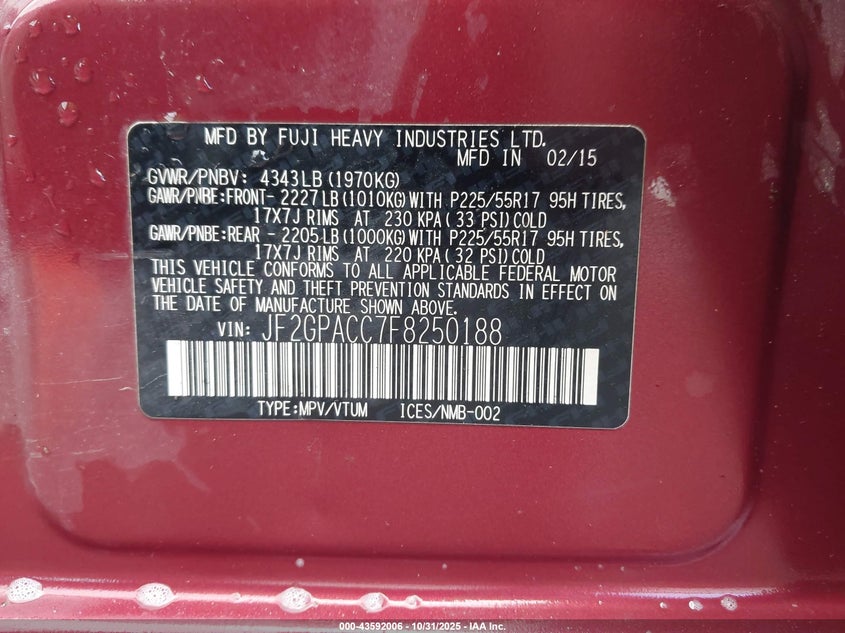 MFD BY FUJI HEAVY INDUSTRIES LTD.
MFD IN 02/15
GVWR/PNBV: 4343LB (1970KG)
GAWR/PNBE:FRONT- 2227LB (1010KG) WITH P225/55R17 95H TIRES,
17X7J RIMS AT 230 KPA (33 PSI) COLD
GAWR/PNBE:REAR - 2205LB (1000KG) WITH P225/55R17 95H TIRES,
17X7J RIMS AT 220 KPA (32 PSI) COLD
THIS VEHICLE CONFORMS TO ALL APPLICABLE FEDERAL MOTOR
VEHICLE SAFETY AND THEFT PREVENTION STANDARDS IN EFFECT ON
THE DATE OF MANUFACTURE SHOWN ABOVE.
VIN: JF2GPACC7F8250188
TYPE:MPV/VTUM ICES/NMB-002
000-43592006 - 10/31/2025 - IAA Inc.